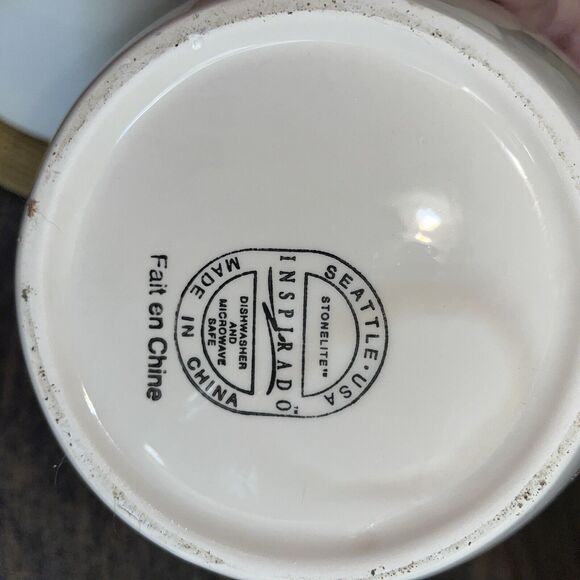 SEATTLE • USA
STONELITE™
INSPIRADO™
DISHWASHER
AND
MICROWAVE
SAFE
MADE IN CHINA
Fait en Chine